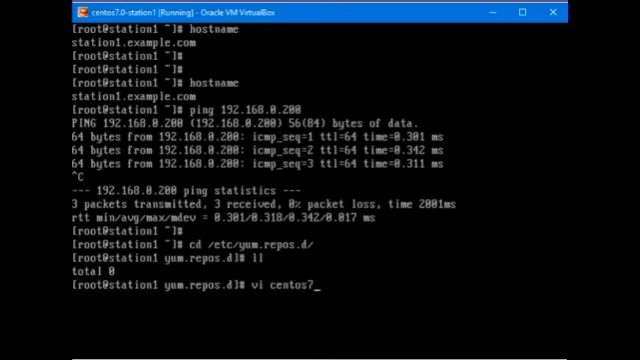 centos7.0-station1 [Running] - Oracle VM VirtualBox
[root@station1 ~]# hostname
station1.example.com
[root@station1 ~]#
[root@station1 ~]#
[root@station1 ~]# hostname
station1.example.com
[root@station1 ~]# ping 192.168.0.200
PING 192.168.0.200 (192.168.0.200) 56(84) bytes of data.
64 bytes from 192.168.0.200: icmp_seq=1 ttl=64 time=0.301 ms
64 bytes from 192.168.0.200: icmp_seq=2 ttl=64 time=0.342 ms
64 bytes from 192.168.0.200: icmp_seq=3 ttl=64 time=0.311 ms
^C
--- 192.168.0.200 ping statistics ---
3 packets transmitted, 3 received, 0% packet loss, time 2001ms
rtt min/avg/max/mdev = 0.301/0.318/0.342/0.017 ms
[root@station1 ~]#
[root@station1 ~]# cd /etc/yum.repos.d/
[root@station1 yum.repos.d]# ll
total 0
[root@station1 yum.repos.d]# vi centos7_